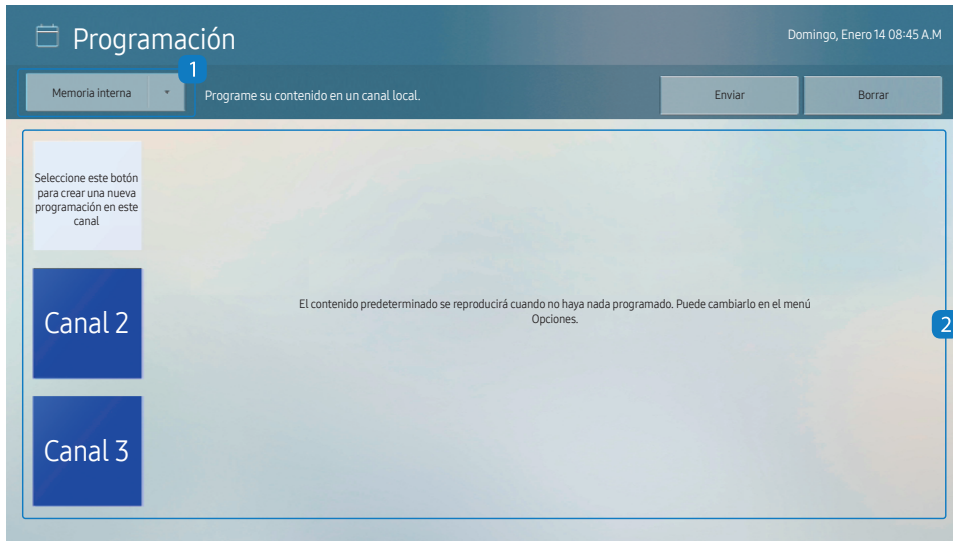 Programación
Domingo, Enero 14 08:45 A.M
1
Memoria interna
Programe su contenido en un canal local.
Enviar
Borrar
Seleccione este botón
para crear una nueva
programación en este
canal
Canal 2
El contenido predeterminado se reproducirá cuando no haya nada programado. Puede cambiarlo en el menú
Opciones.
2
Canal 3